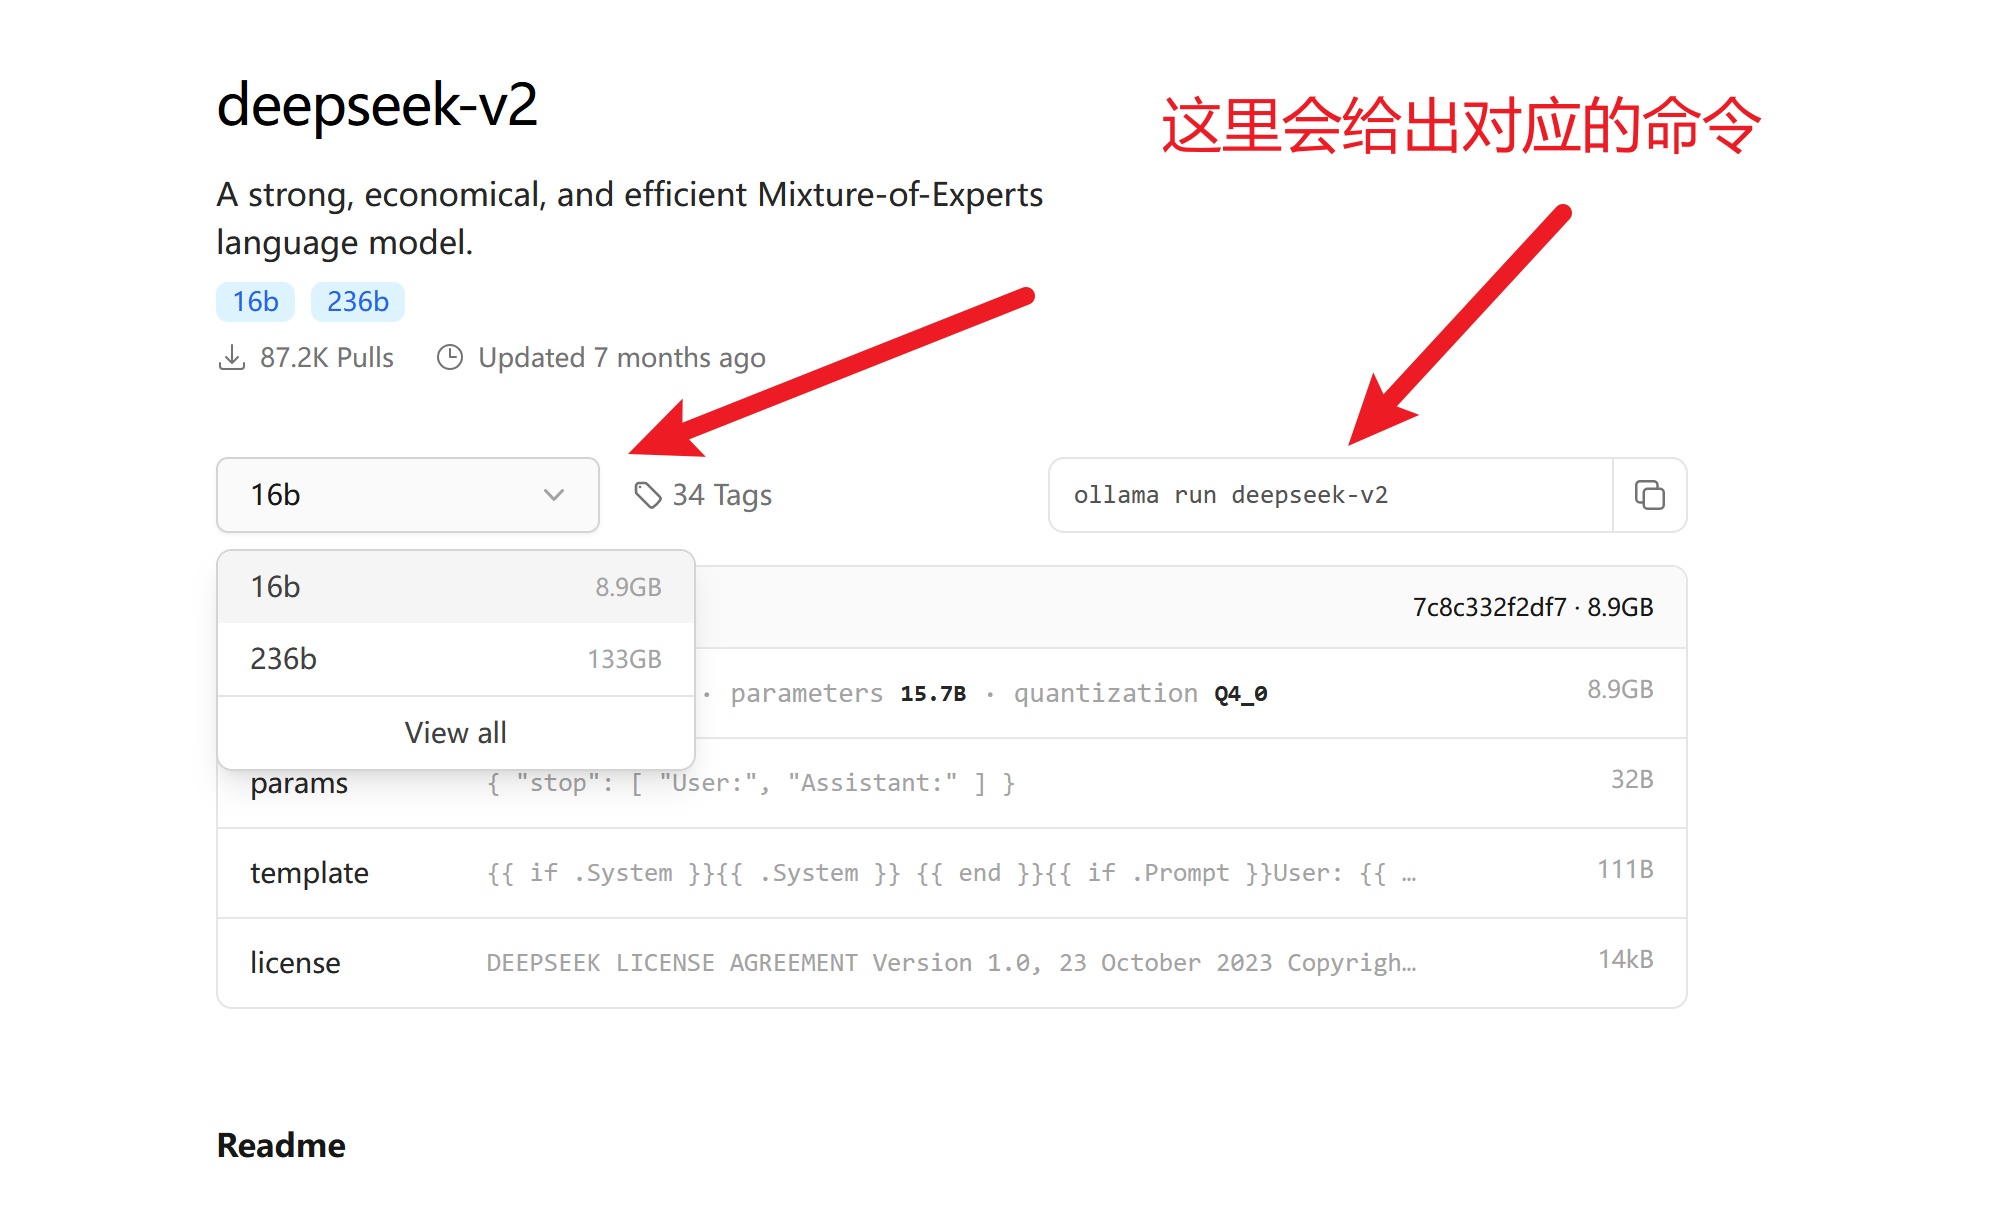 deepseek-v2
这里会给出对应的命令
A strong, economical, and efficient Mixture-of-Experts
language model.
16b 236b
87.2K Pulls Updated 7 months ago
16b 34 Tags ollama run deepseek-v2
16b 8.9GB
7c8c332f2df7 · 8.9GB
236b 133GB
· parameters 15.7B · quantization Q4_0 8.9GB
View all
params { "stop": [ "User:", "Assistant:" ] } 32B
template {{ if .System }}{{ .System }} {{ end }}{{ if .Prompt }}User: {{ … 111B
license DEEPSEEK LICENSE AGREEMENT Version 1.0, 23 October 2023 Copyrigh… 14kB
Readme